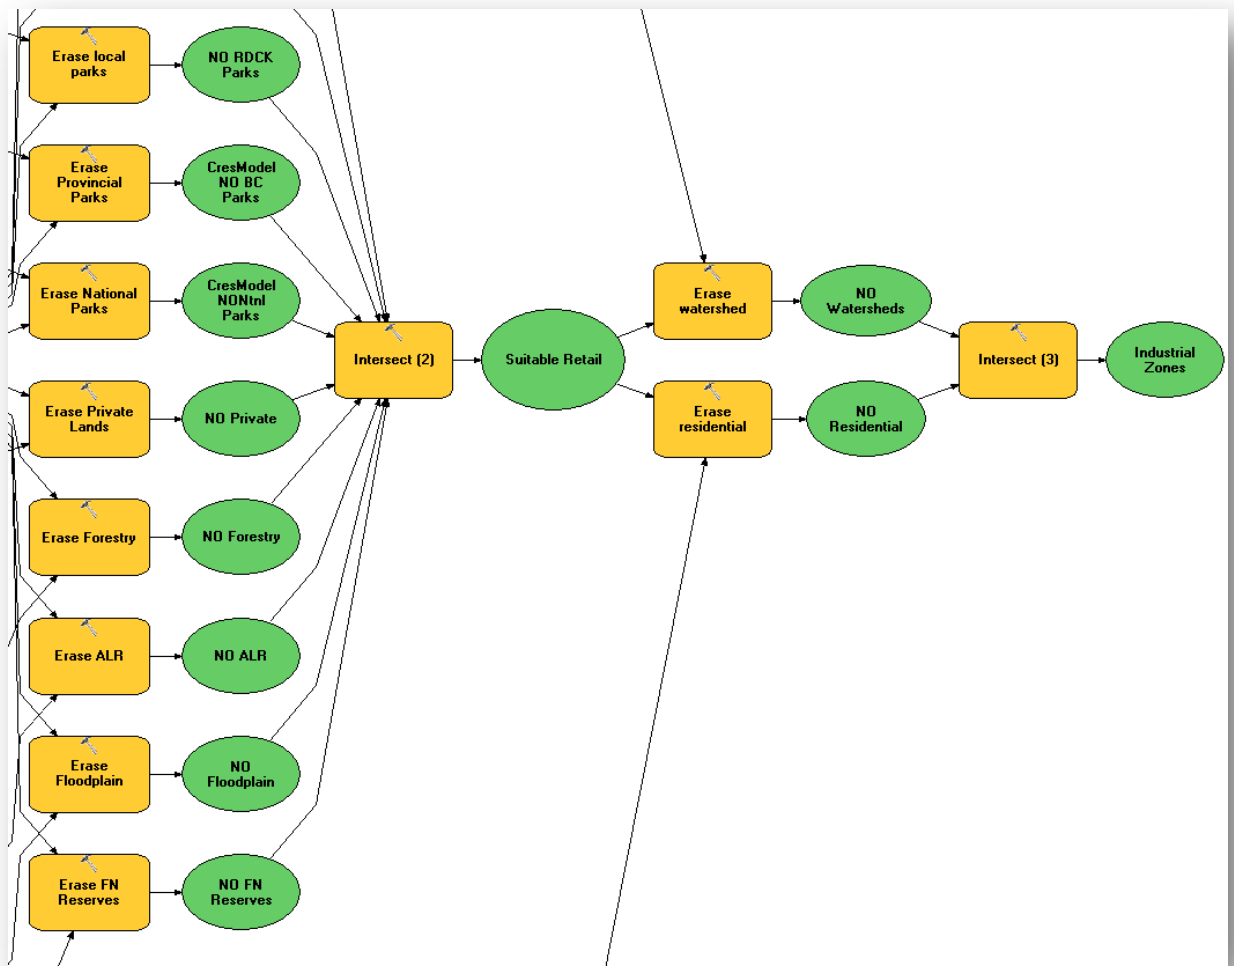 Erase local
parks
NO RDCK
Parks
Erase
Provincial
Parks
CresModel
NO BC
Parks
Erase National
Parks
CresModel
NONtnl
Parks
Erase Private
Lands
NO Private
Erase Forestry
NO Forestry
Erase ALR
NO ALR
Erase
Floodplain
NO
Floodplain
Erase FN
Reserves
NO FN
Reserves
Intersect (2)
Suitable Retail
Erase
watershed
NO
Watersheds
Erase
residential
NO
Residential
Intersect (3)
Industrial
Zones